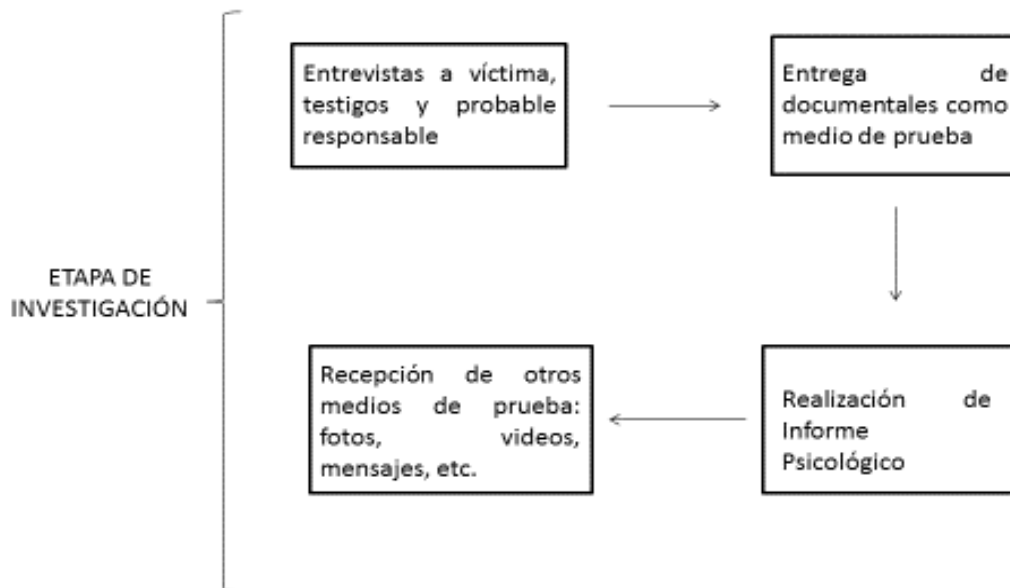 ETAPA DE
INVESTIGACIÓN
Entrevistas a víctima,
testigos y probable
responsable
Entrega de
documentales como
medio de prueba
Realización de
Informe
Psicológico
Recepción de otros
medios de prueba:
fotos, videos,
mensajes, etc.